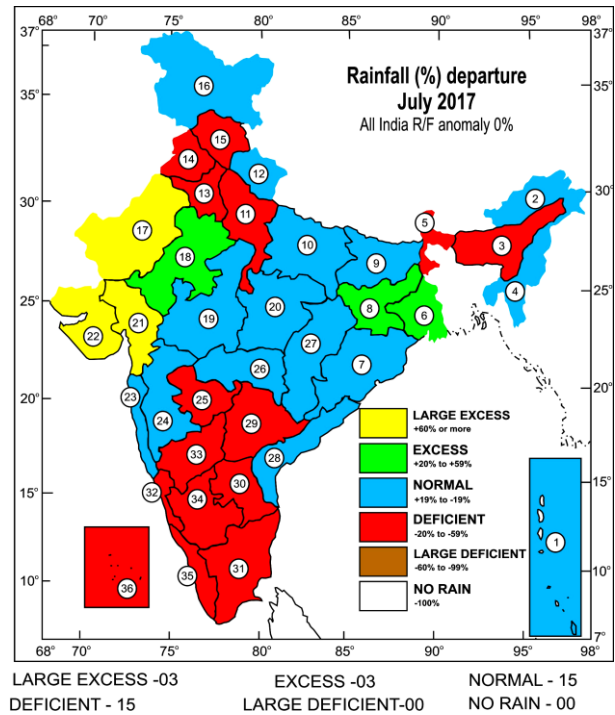 68° 70° 75° 80° 85° 90° 95° 98°
37° 37°
Rainfall (%) departure
July 2017
All India R/F anomaly 0%
16
35° 35°
15
14
12
13
30° 30°
2
11
5
17
3
10
18
9
4
25° 25°
19
20
8
6
21
22
27
7
26
20° 20°
23
25
24
29
LARGE EXCESS
+60% or more
EXCESS
+20% to +59%
33
28
NORMAL
+19% to -19%
15° 15°
30
32
34
DEFICIENT
-20% to -59%
1
LARGE DEFICIENT
-60% to -99%
31
35
36
10° 10°
NO RAIN
-100%
7°
68° 70° 75° 80° 85° 90° 95° 98°
LARGE EXCESS -03 EXCESS -03 NORMAL - 15
DEFICIENT - 15 LARGE DEFICIENT-00 NO RAIN - 00